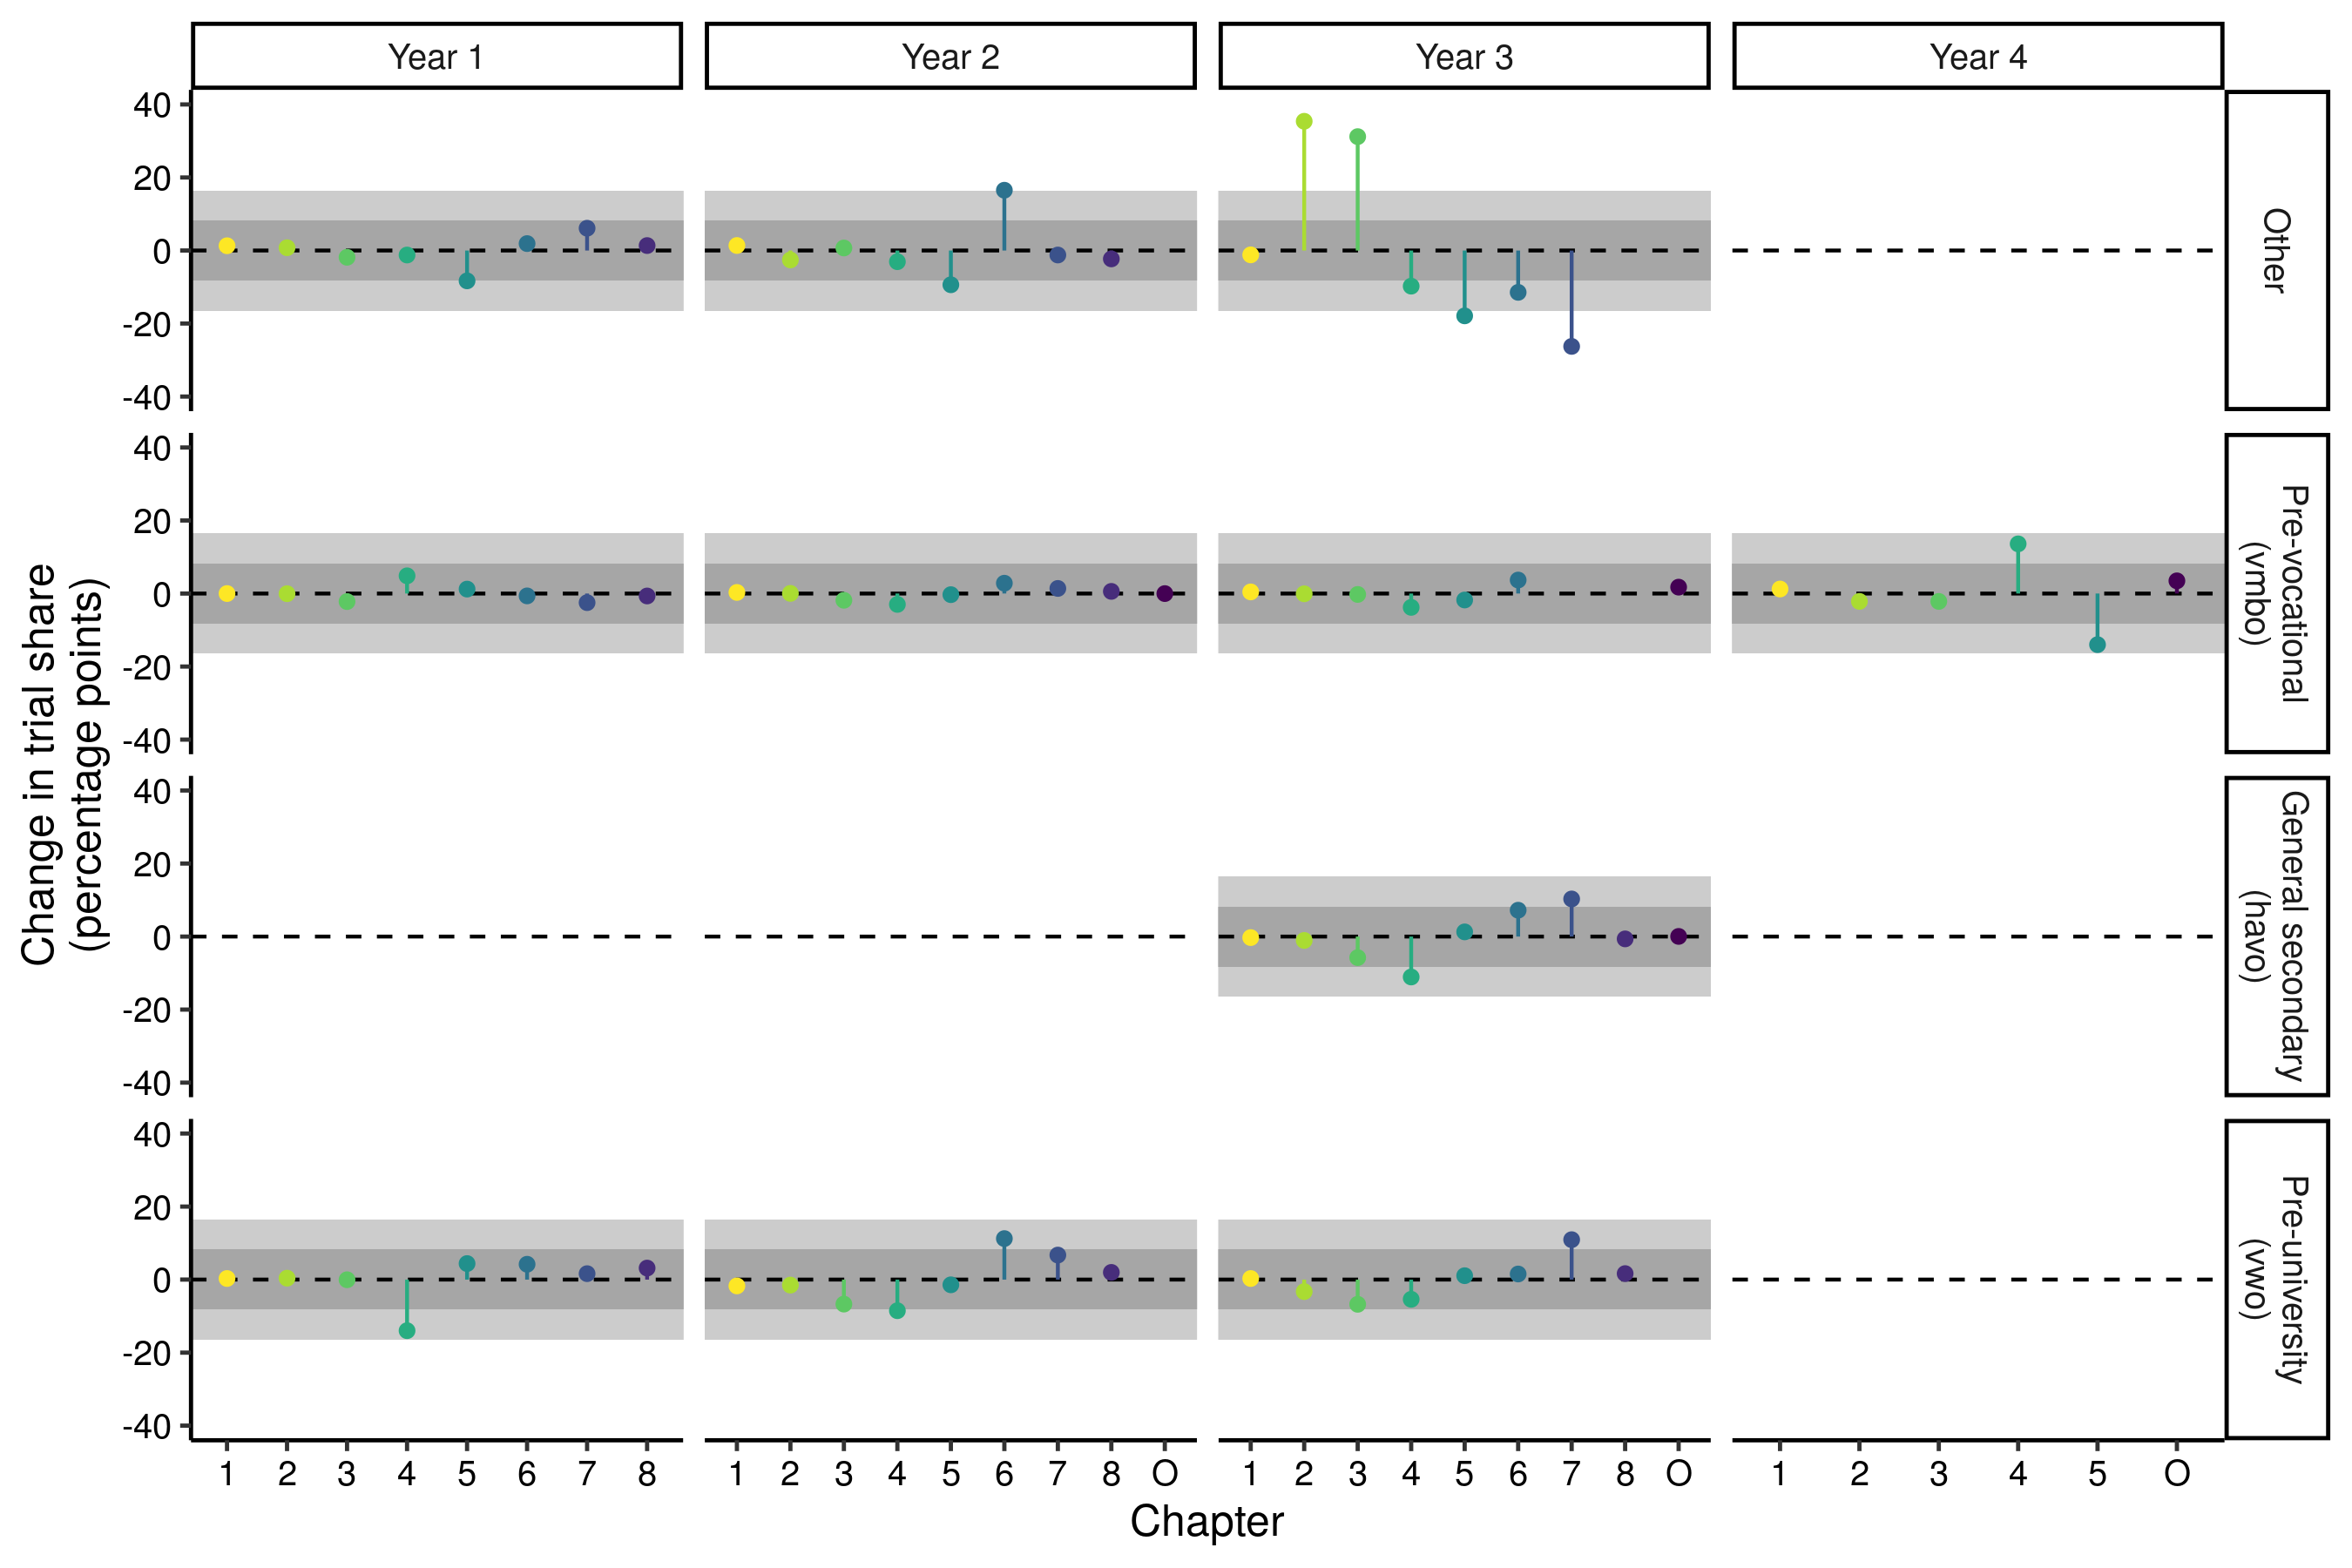 Year 1
Year 2
Year 3
Year 4
40
20
0
-20
-40
Other
40
20
0
-20
-40
Pre-vocational
(vmbo)
40
20
0
-20
-40
General secondary
(havo)
40
20
0
-20
-40
Pre-university
(vwo)
Change in trial share
(percentage points)
1 2 3 4 5 6 7 8
1 2 3 4 5 6 7 8 O
1 2 3 4 5 6 7 8 O
1 2 3 4 5 O
Chapter